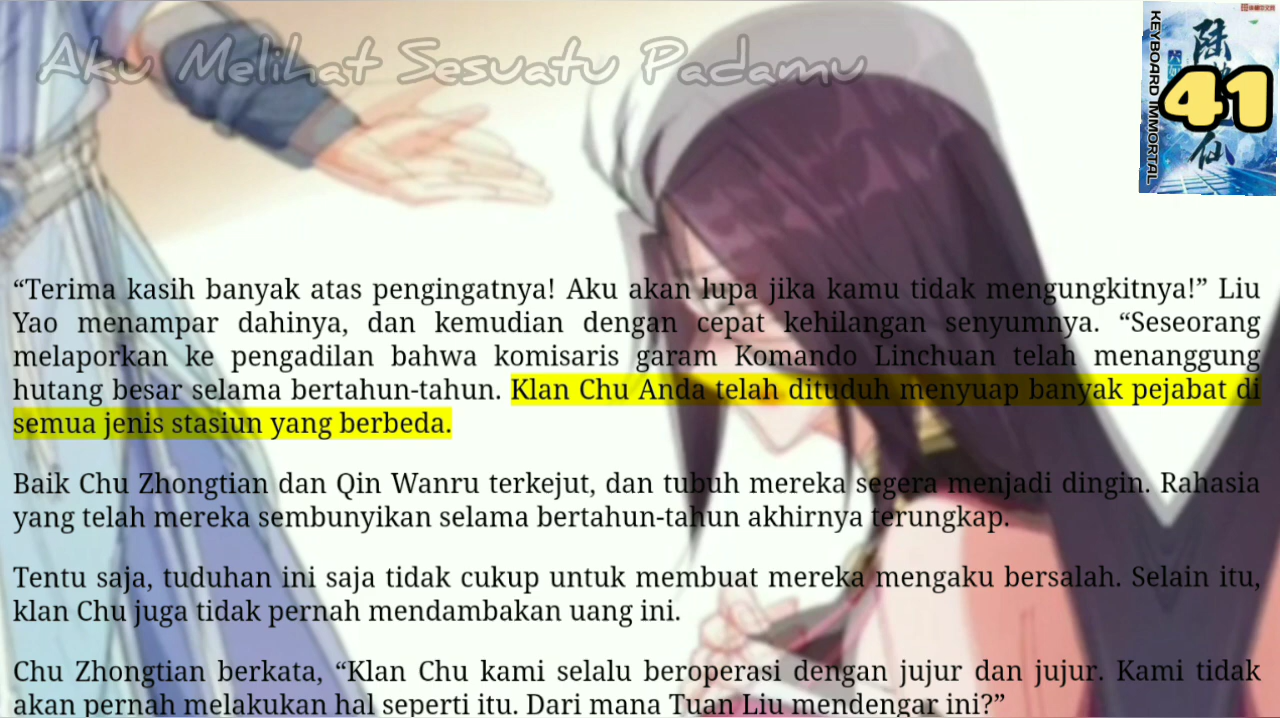 Aku Melihat Sesuatu Padamu
KEYBOARD IMMORTAL
41
“Terima kasih banyak atas pengingatnya! Aku akan lupa jika kamu tidak mengungkitnya!” Liu
Yao menampar dahinya, dan kemudian dengan cepat kehilangan senyumnya. “Seseorang
melaporkan ke pengadilan bahwa komisaris garam Komando Linchuan telah menanggung
hutang besar selama bertahun-tahun. Klan Chu Anda telah dituduh menyuap banyak pejabat di
semua jenis stasiun yang berbeda.
Baik Chu Zhongtian dan Qin Wanru terkejut, dan tubuh mereka segera menjadi dingin. Rahasia
yang telah mereka sembunyikan selama bertahun-tahun akhirnya terungkap.
Tentu saja, tuduhan ini saja tidak cukup untuk membuat mereka mengaku bersalah. Selain itu,
klan Chu juga tidak pernah mendambakan uang ini.
Chu Zhongtian berkata, “Klan Chu kami selalu beroperasi dengan jujur dan jujur. Kami tidak
akan pernah melakukan hal seperti itu. Dari mana Tuan Liu mendengar ini?”